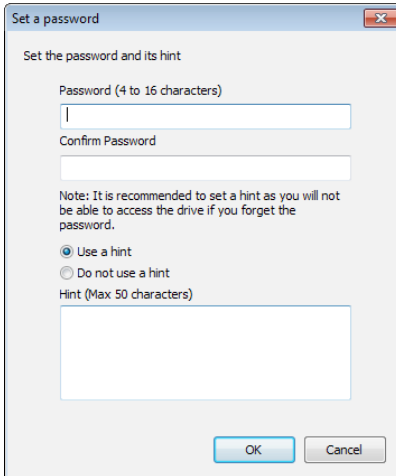 Set a password
Set the password and its hint
Password (4 to 16 characters)
Confirm Password
Note: It is recommended to set a hint as you will not
be able to access the drive if you forget the
password.
Use a hint
Do not use a hint
Hint (Max 50 characters)
OK Cancel